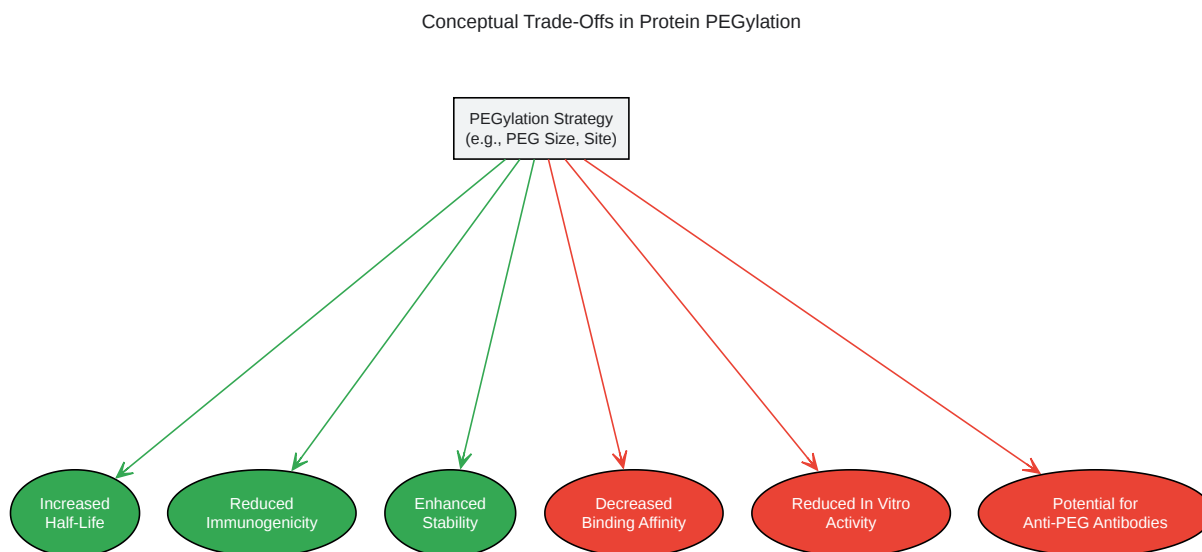 Conceptual Trade-Offs in Protein PEGylation
PEGylation Strategy
(e.g., PEG Size, Site)
Increased
Half-Life
Reduced
Immunogenicity
Enhanced
Stability
Decreased
Binding Affinity
Reduced In Vitro
Activity
Potential for
Anti-PEG Antibodies